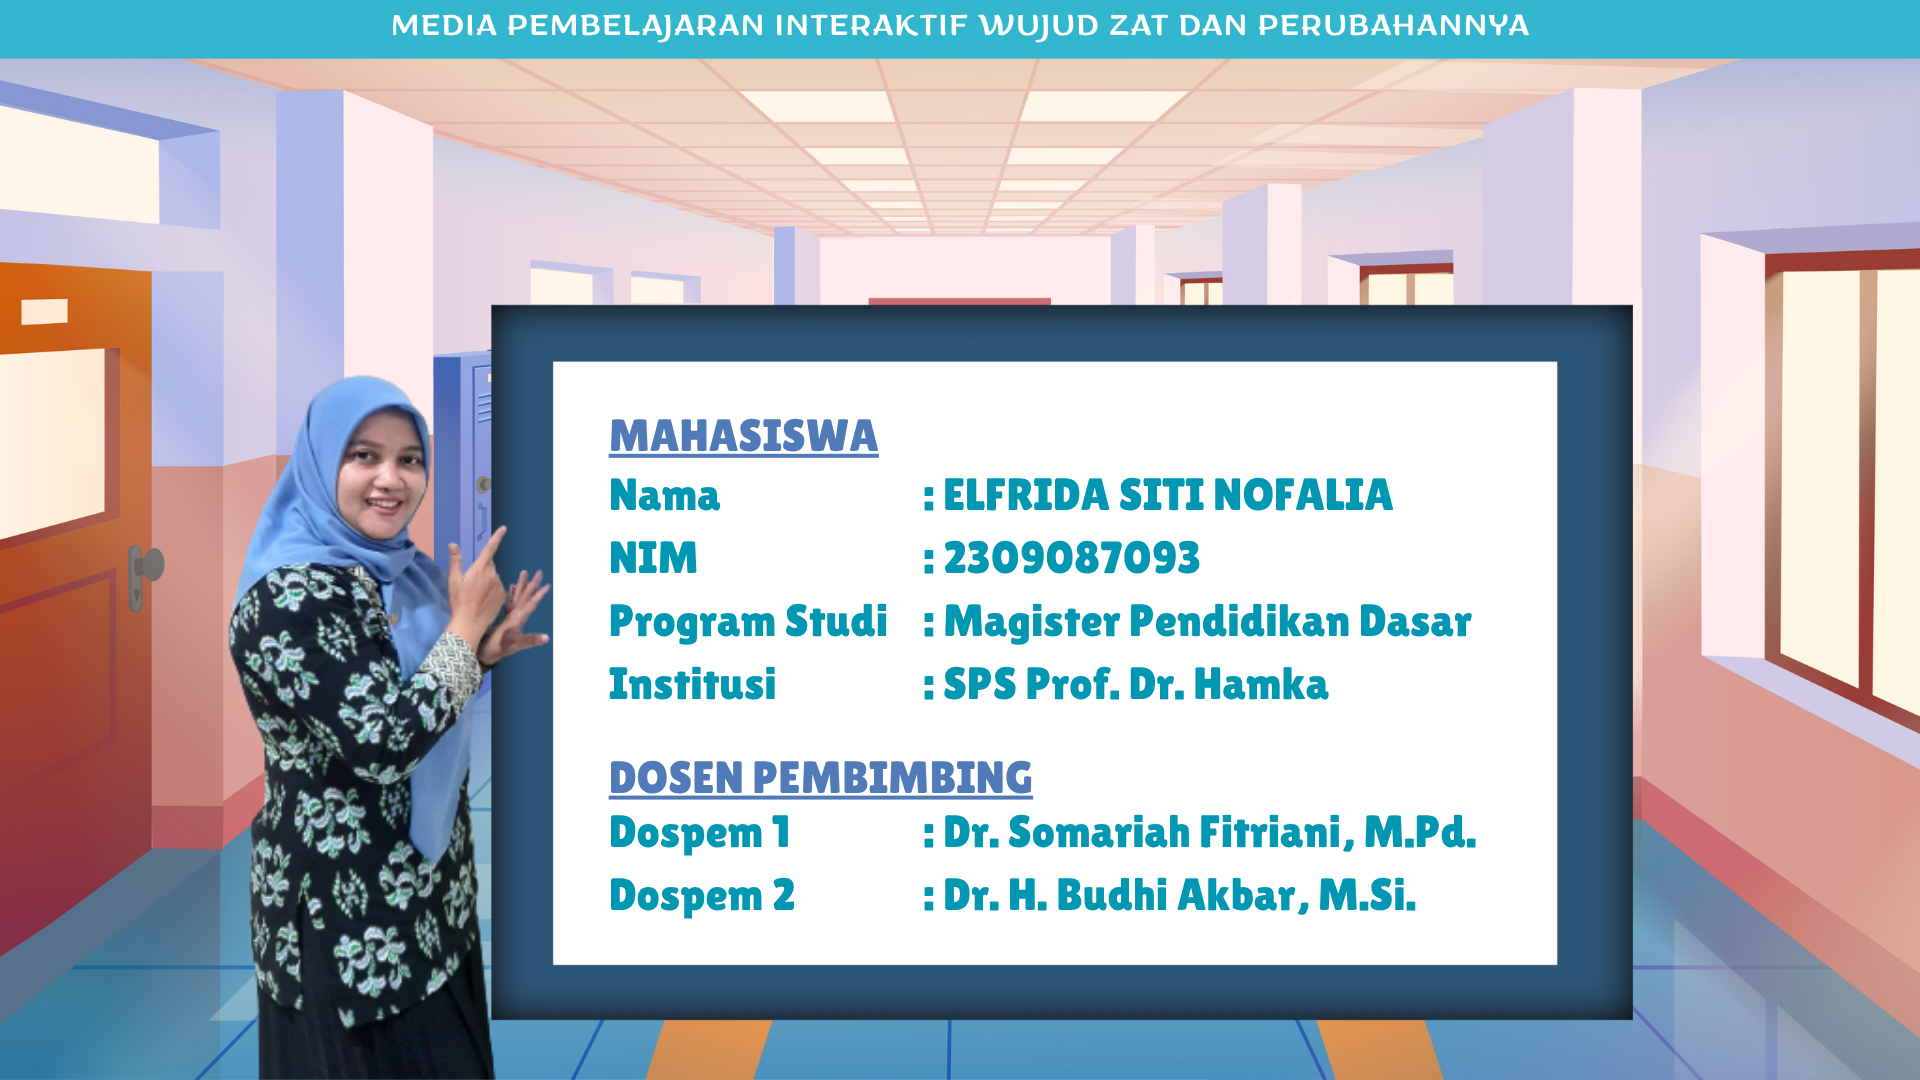 MEDIA PEMBELAJARAN INTERAKTIF WUJUD ZAT DAN PERUBAHANNYA
MAHASISWA
Nama : ELFRIDA SITI NOFALIA
NIM : 2309087093
Program Studi : Magister Pendidikan Dasar
Institusi : SPS Prof. Dr. Hamka
DOSEN PEMBIMBING
Dospem 1 : Dr. Somariah Fitriani, M.Pd.
Dospem 2 : Dr. H. Budhi Akbar, M.Si.